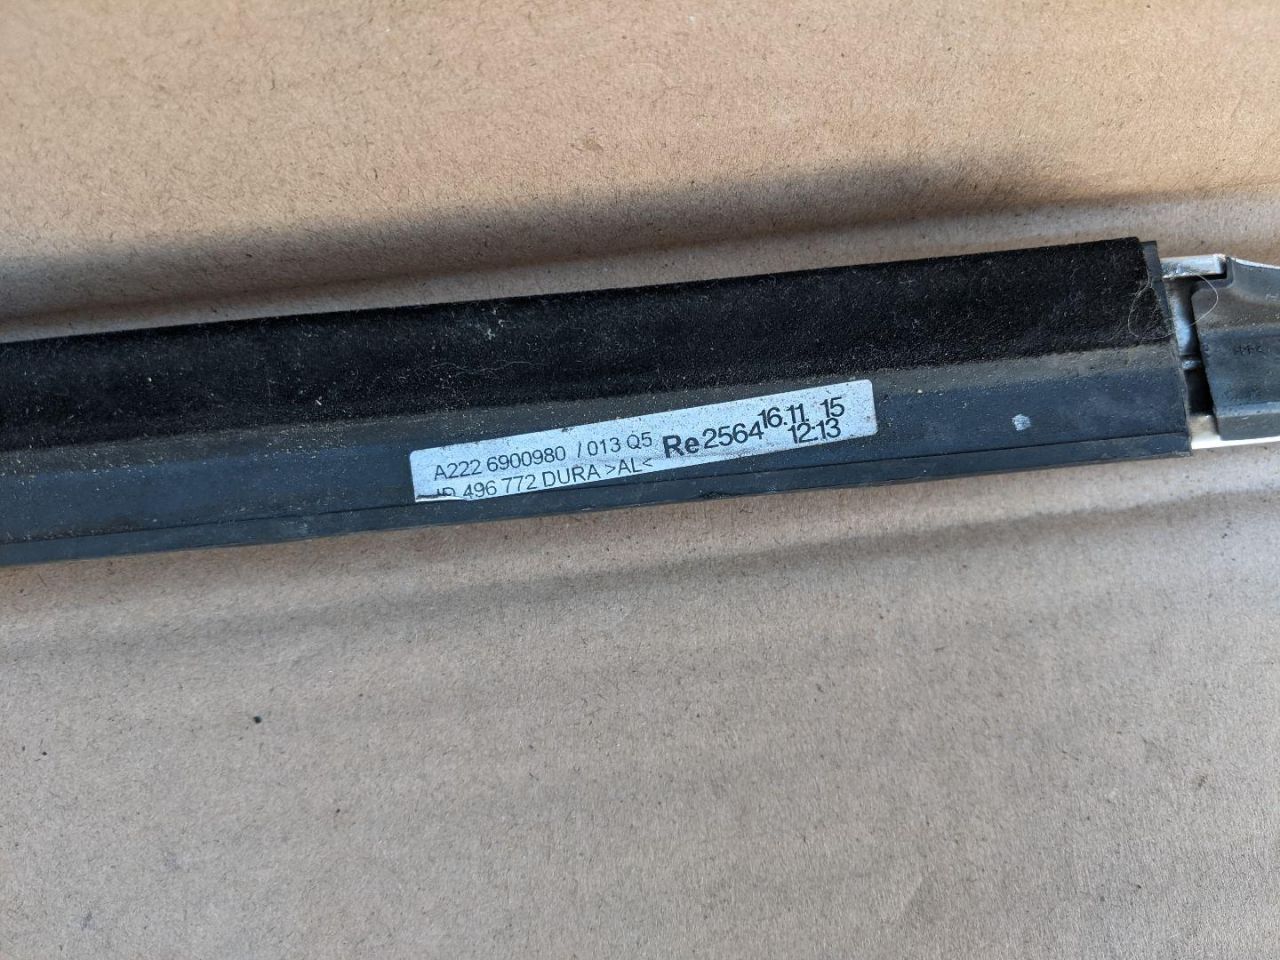 A222 6900980 / 013 Q5 Re 2564 16.11. 15
496 772 DURA >AL< 12:13